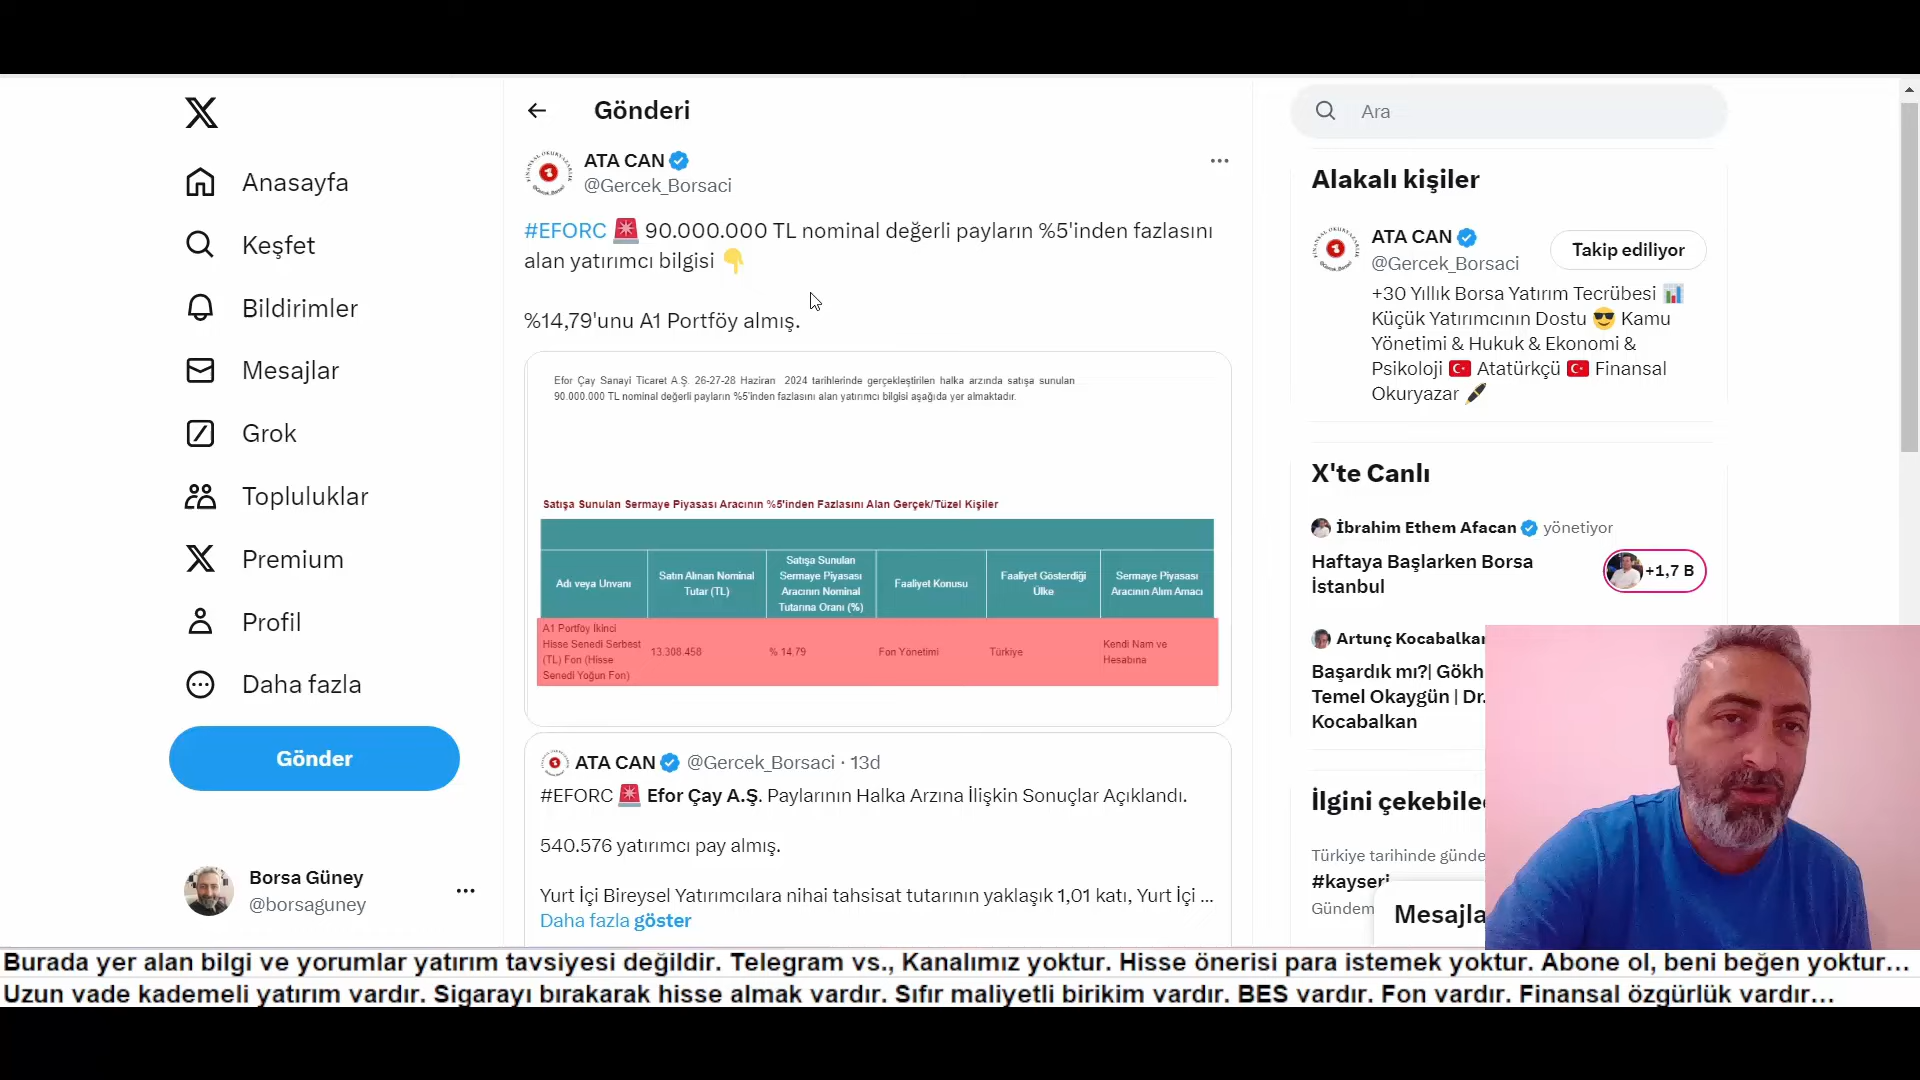 Anasayfa
Keşfet
Bildirimler
Mesajlar
Grok
Topluluklar
Premium
Profil
Daha fazla
Gönder
Borsa Güney
@borsaguney
Gönderi
ATA CAN
@Gercek_Borsaci
#EFORC 🚨 90.000.000 TL nominal değerli payların %5'inden fazlasını
alan yatırımcı bilgisi 👇
%14,79'unu A1 Portföy almış.
Efor Çay Sanayi Ticaret A.Ş. 26-27-28 Haziran 2024 tarihlerinde gerçekleştirilen halka arzında satışa sunulan
90.000.000 TL nominal değerli payların %5'inden fazlasını alan yatırımcı bilgisi aşağıda yer almaktadır.
Satışa Sunulan Sermaye Piyasası Aracının %5'inden Fazlasını Alan Gerçek/Tüzel Kişiler
Adı veya Unvanı
Satın Alınan Nominal
Tutar (TL)
Satışa Sunulan
Sermaye Piyasası
Aracının Nominal
Tutarına Oranı (%)
Faaliyet Konusu
Faaliyet Gösterdiği
Ülke
Sermaye Piyasası
Aracının Alım Amacı
A1 Portföy İkinci
Hisse Senedi Serbest
(TL) Fon (Hisse
Senedi Yoğun Fon)
13.308.458
% 14,79
Fon Yönetimi
Türkiye
Kendi Nam ve
Hesabına
ATA CAN @Gercek_Borsaci · 13d
#EFORC 🚨 Efor Çay A.Ş. Paylarının Halka Arzına İlişkin Sonuçlar Açıklandı.
540.576 yatırımcı pay almış.
Yurt İçi Bireysel Yatırımcılara nihai tahsisat tutarının yaklaşık 1,01 katı, Yurt İçi ...
Daha fazla göster
Ara
Alakalı kişiler
ATA CAN
@Gercek_Borsaci
Takip ediliyor
+30 Yıllık Borsa Yatırım Tecrübesi 📊
Küçük Yatırımcının Dostu 😎 Kamu
Yönetimi & Hukuk & Ekonomi &
Psikoloji 🇹🇷 Atatürkçü 🇹🇷 Finansal
Okuryazar 🖋
X'te Canlı
İbrahim Ethem Afacan yönetiyor
Haftaya Başlarken Borsa
İstanbul
+1,7 B
Artunç Kocabalkan
Başardık mı?| Gökh
Temel Okaygün | Dr.
Kocabalkan
İlgini çekebilec
Türkiye tarihinde günde
#kayseri
Gündem
Mesajla
Burada yer alan bilgi ve yorumlar yatırım tavsiyesi değildir. Telegram vs., Kanalımız yoktur. Hisse önerisi para istemek yoktur. Abone ol, beni beğen yoktur...
Uzun vade kademeli yatırım vardır. Sigarayı bırakarak hisse almak vardır. Sıfır maliyetli birikim vardır. BES vardır. Fon vardır. Finansal özgürlük vardır...